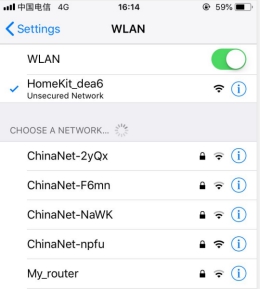 中国电信 4G 16:14 59%
Settings WLAN
WLAN
HomeKit_dea6
Unsecured Network
CHOOSE A NETWORK...
ChinaNet-2yQx
ChinaNet-F6mn
ChinaNet-NaWK
ChinaNet-npfu
My_router